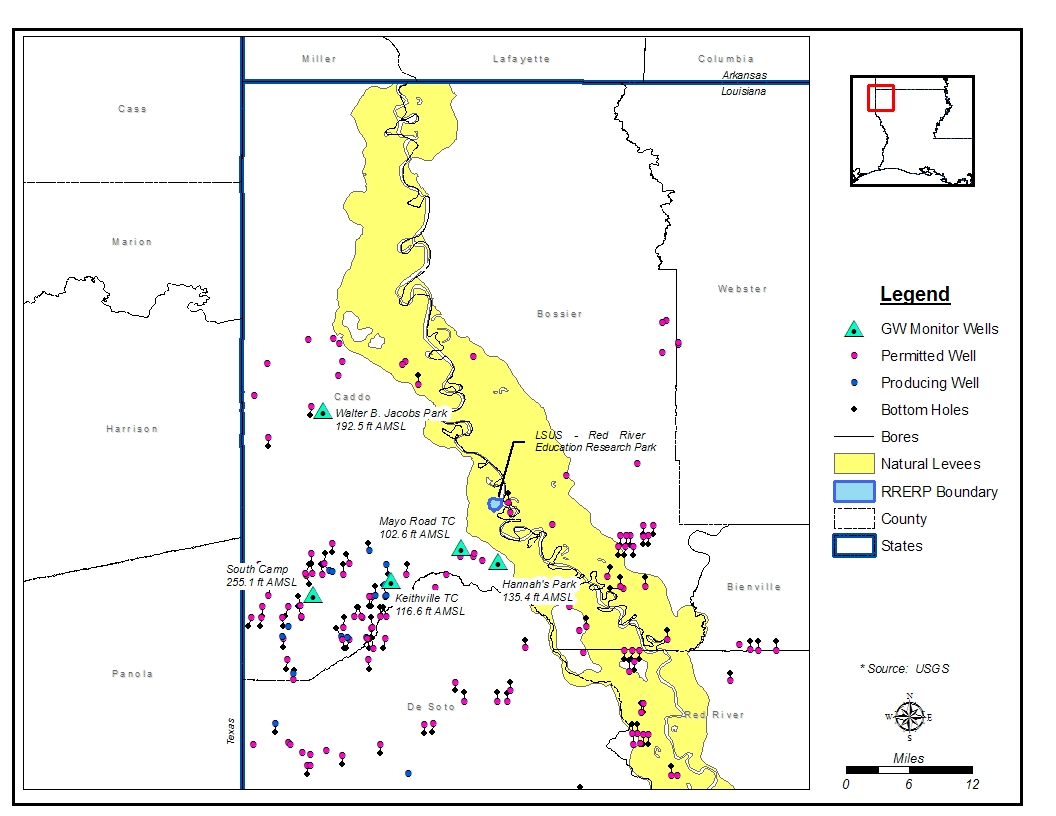 Miller
Lafayette
Columbia
Arkansas
Louisiana
Cass
Marion
Webster
Bossier
Legend
GW Monitor Wells
Permitted Well
Producing Well
Bottom Holes
Bores
Natural Levees
RRERP Boundary
County
States
Caddo
Walter B. Jacobs Park
192.5 ft AMSL
Harrison
LSUS - Red River
Education Research Park
Mayo Road TC
102.6 ft AMSL
South Camp
255.1 ft AMSL
Hannah's Park
135.4 ft AMSL
Keithville TC
116.6 ft AMSL
Bienville
Panola
De Soto
Red River
Texas
* Source: USGS
N
W E
S
Miles
0 6 12